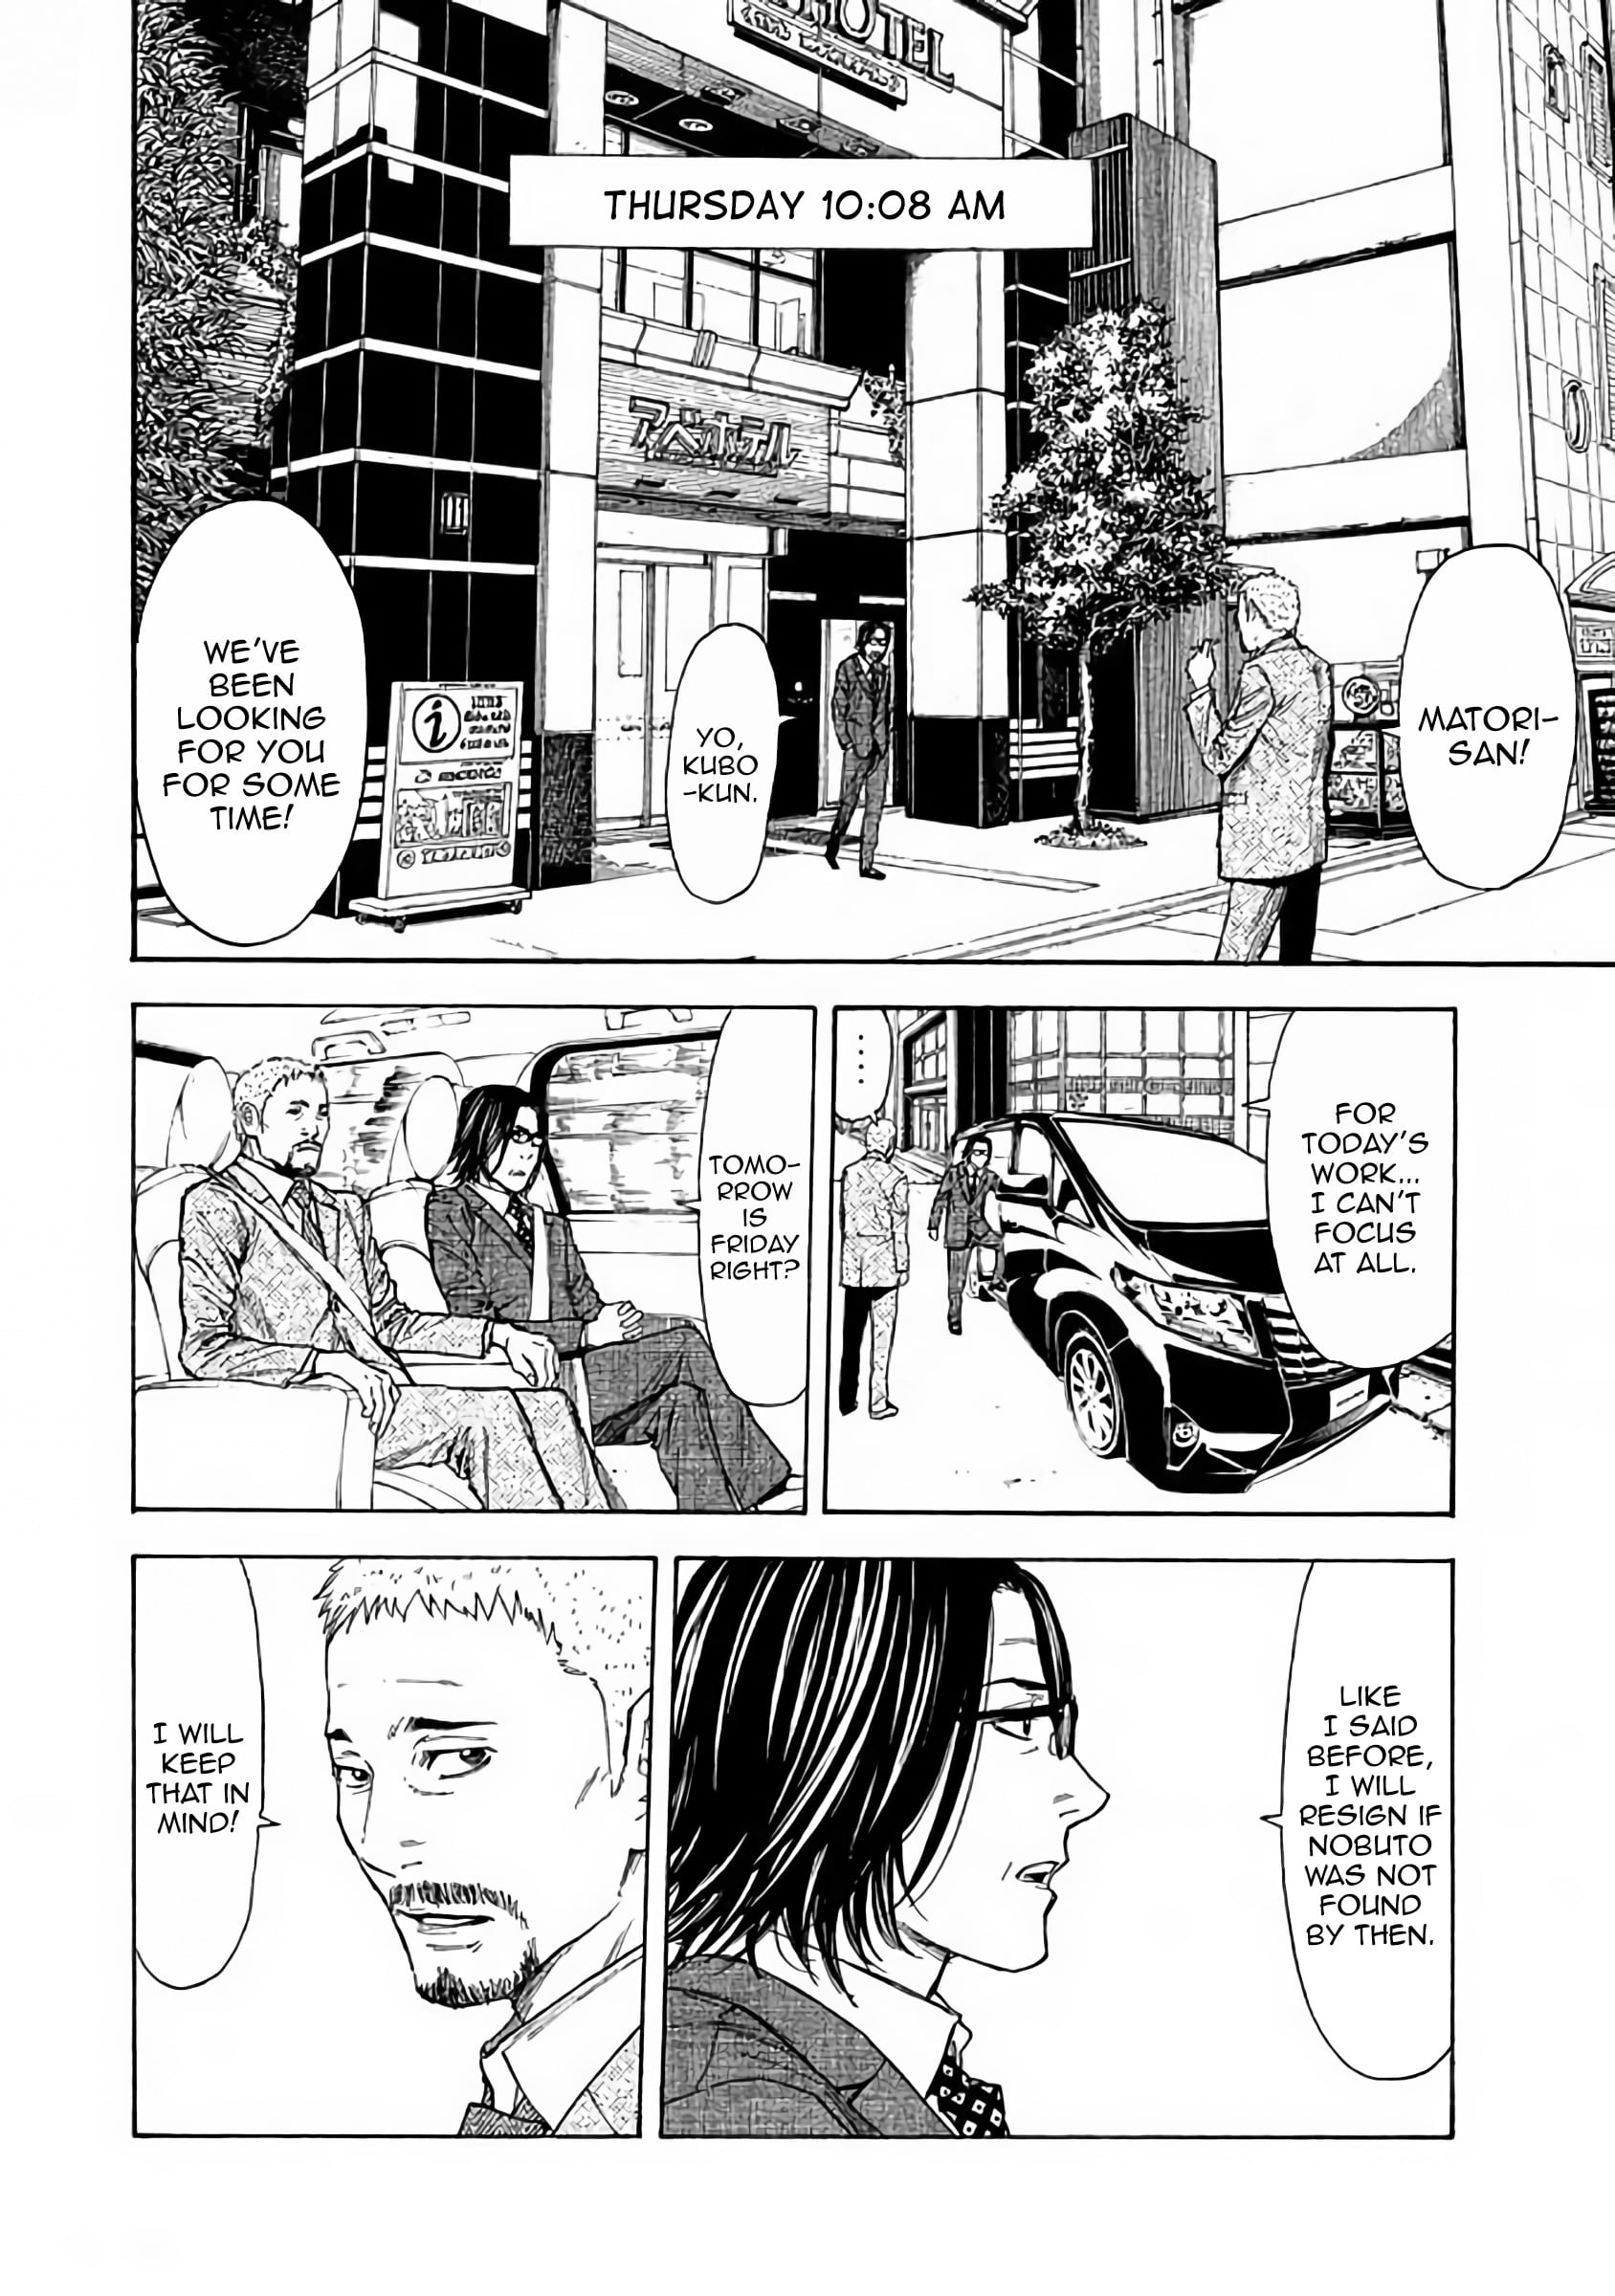 HOTEL
THURSDAY 10:08 AM
アベホテル
MATORI-
SAN!
YO,
KUBO
-KUN.
WE'VE
BEEN
LOOKING
FOR YOU
FOR SOME
TIME!
i
FOR
TODAY'S
WORK...
I CAN'T
FOCUS
AT ALL.
.....
TOMO-
RROW
IS
FRIDAY
RIGHT?
LIKE
I SAID
BEFORE,
I WILL
RESIGN IF
NOBUTO
WAS NOT
FOUND
BY THEN.
I WILL
KEEP
THAT IN
MIND!